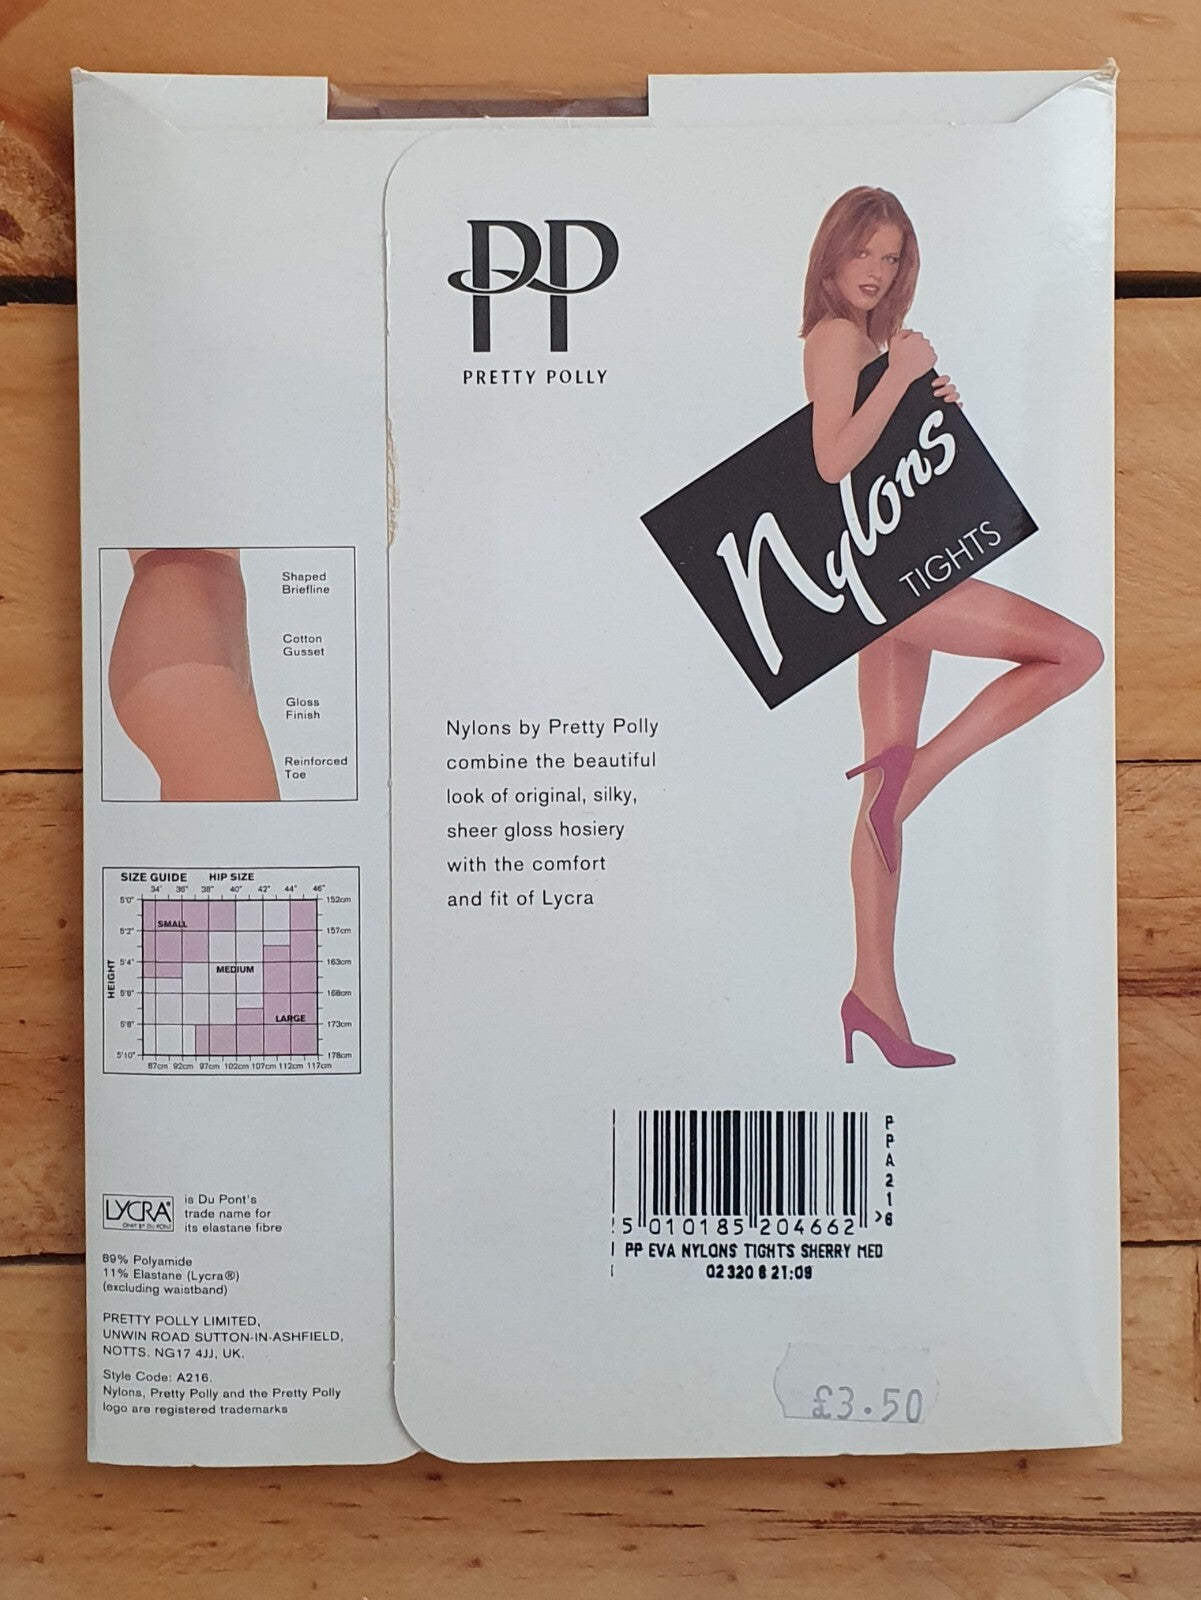 PP
PRETTY POLLY
Nylons
TIGHTS
Nylons by Pretty Polly
combine the beautiful
look of original, silky,
sheer gloss hosiery
with the comfort
and fit of Lycra
Shaped
Briefline
Cotton
Gusset
Gloss
Finish
Reinforced
Toe
SIZE GUIDE HIP SIZE
34" 36" 38" 40" 42" 44" 46"
5'0" 152cm
SMALL
5'2" 157cm
5'4" 163cm
MEDIUM
HEIGHT
5'6" 168cm
LARGE
5'8" 173cm
5'10" 178cm
87cm 92cm 97cm 102cm 107cm 112cm 117cm
LYCRA®
ONLY BY DU PONT
is Du Pont's
trade name for
its elastane fibre
89% Polyamide
11% Elastane (Lycra®)
(excluding waistband)
PRETTY POLLY LIMITED,
UNWIN ROAD SUTTON-IN-ASHFIELD,
NOTTS. NG17 4JJ, UK.
Style Code: A216.
Nylons, Pretty Polly and the Pretty Polly
logo are registered trademarks
PPA216
5 010185 204662 >
PP EVA NYLONS TIGHTS SHERRY MED
02320 8 21:09
£3.50